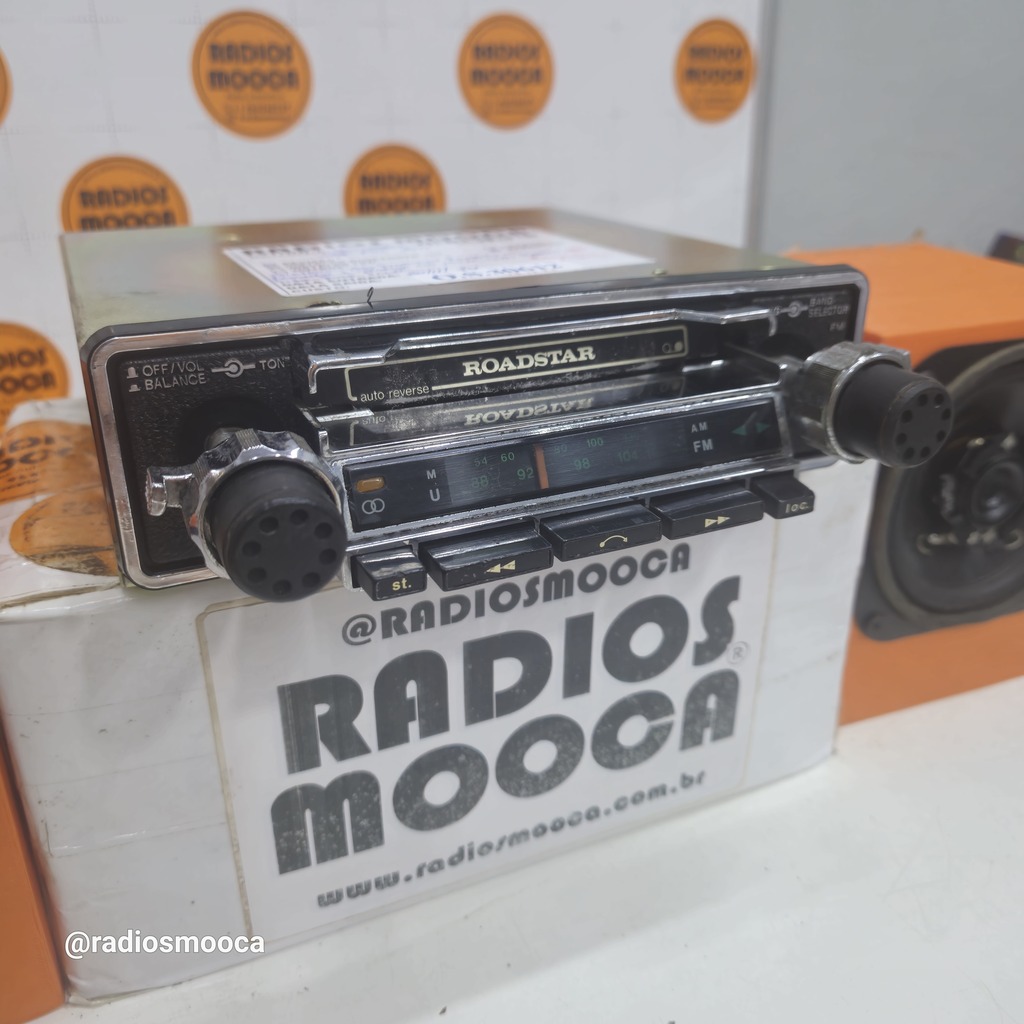 RADIOS
MOOCA
RADIOS
MOOCA
RADIOS
MOOCA
RADIOS
MOOCA
RADIOS
MOOCA
OFF/VOL
BALANCE
TON
BAND
SELECTOR
FM
ROADSTAR
auto reverse
M
U
54 60
100
88
92
98
104
AM
FM
st.
loc.
@RADIOSMOOCA
RADIOS
MOOCA
®
www.radiosmooca.com.br
@radiosmooca